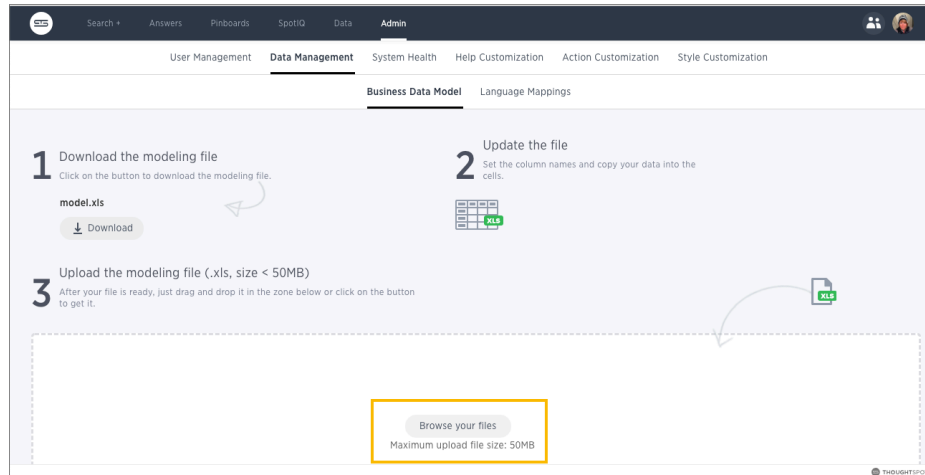 Search +
Answers
Pinboards
SpotIQ
Data
Admin
User Management
Data Management
System Health
Help Customization
Action Customization
Style Customization
Business Data Model
Language Mappings
1
Download the modeling file
Click on the button to download the modeling file.
model.xls
Download
2
Update the file
Set the column names and copy your data into the
cells.
XLS
3
Upload the modeling file (.xls, size < 50MB)
After your file is ready, just drag and drop it in the zone below or click on the button
to get it.
XLS
Browse your files
Maximum upload file size: 50MB
THOUGHTSPO